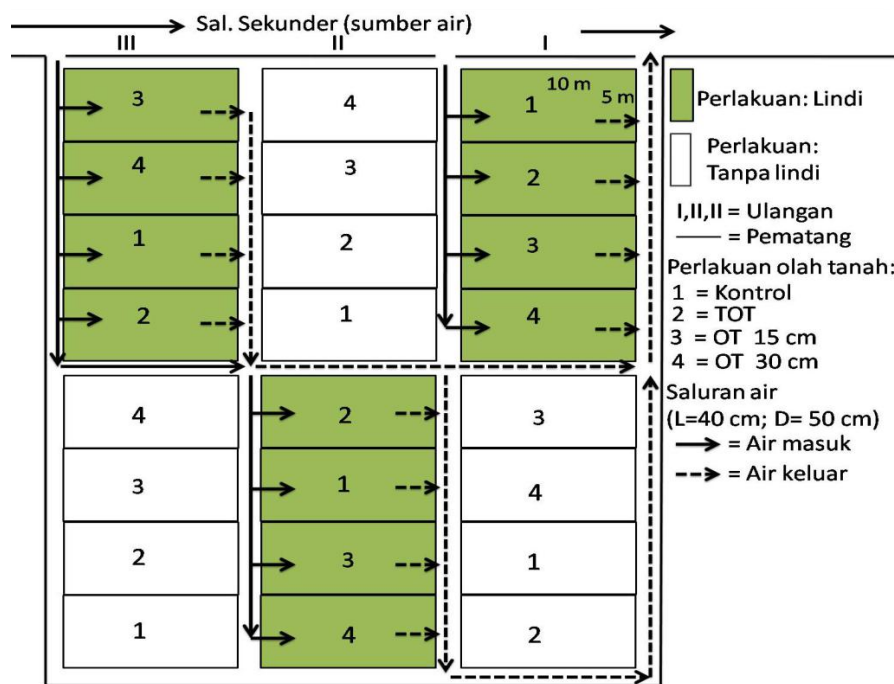 Sal. Sekunder (sumber air)
III II I
3 4 1 10 m 5 m
4 3 2
1 2 3
2 1 4
4 2 3
3 1 4
2 3 1
1 4 2
Perlakuan: Lindi
Perlakuan:
Tanpa lindi
I,II,II = Ulangan
= Pematang
Perlakuan olah tanah:
1 = Kontrol
2 = TOT
3 = OT 15 cm
4 = OT 30 cm
Saluran air
(L=40 cm; D= 50 cm)
= Air masuk
= Air keluar